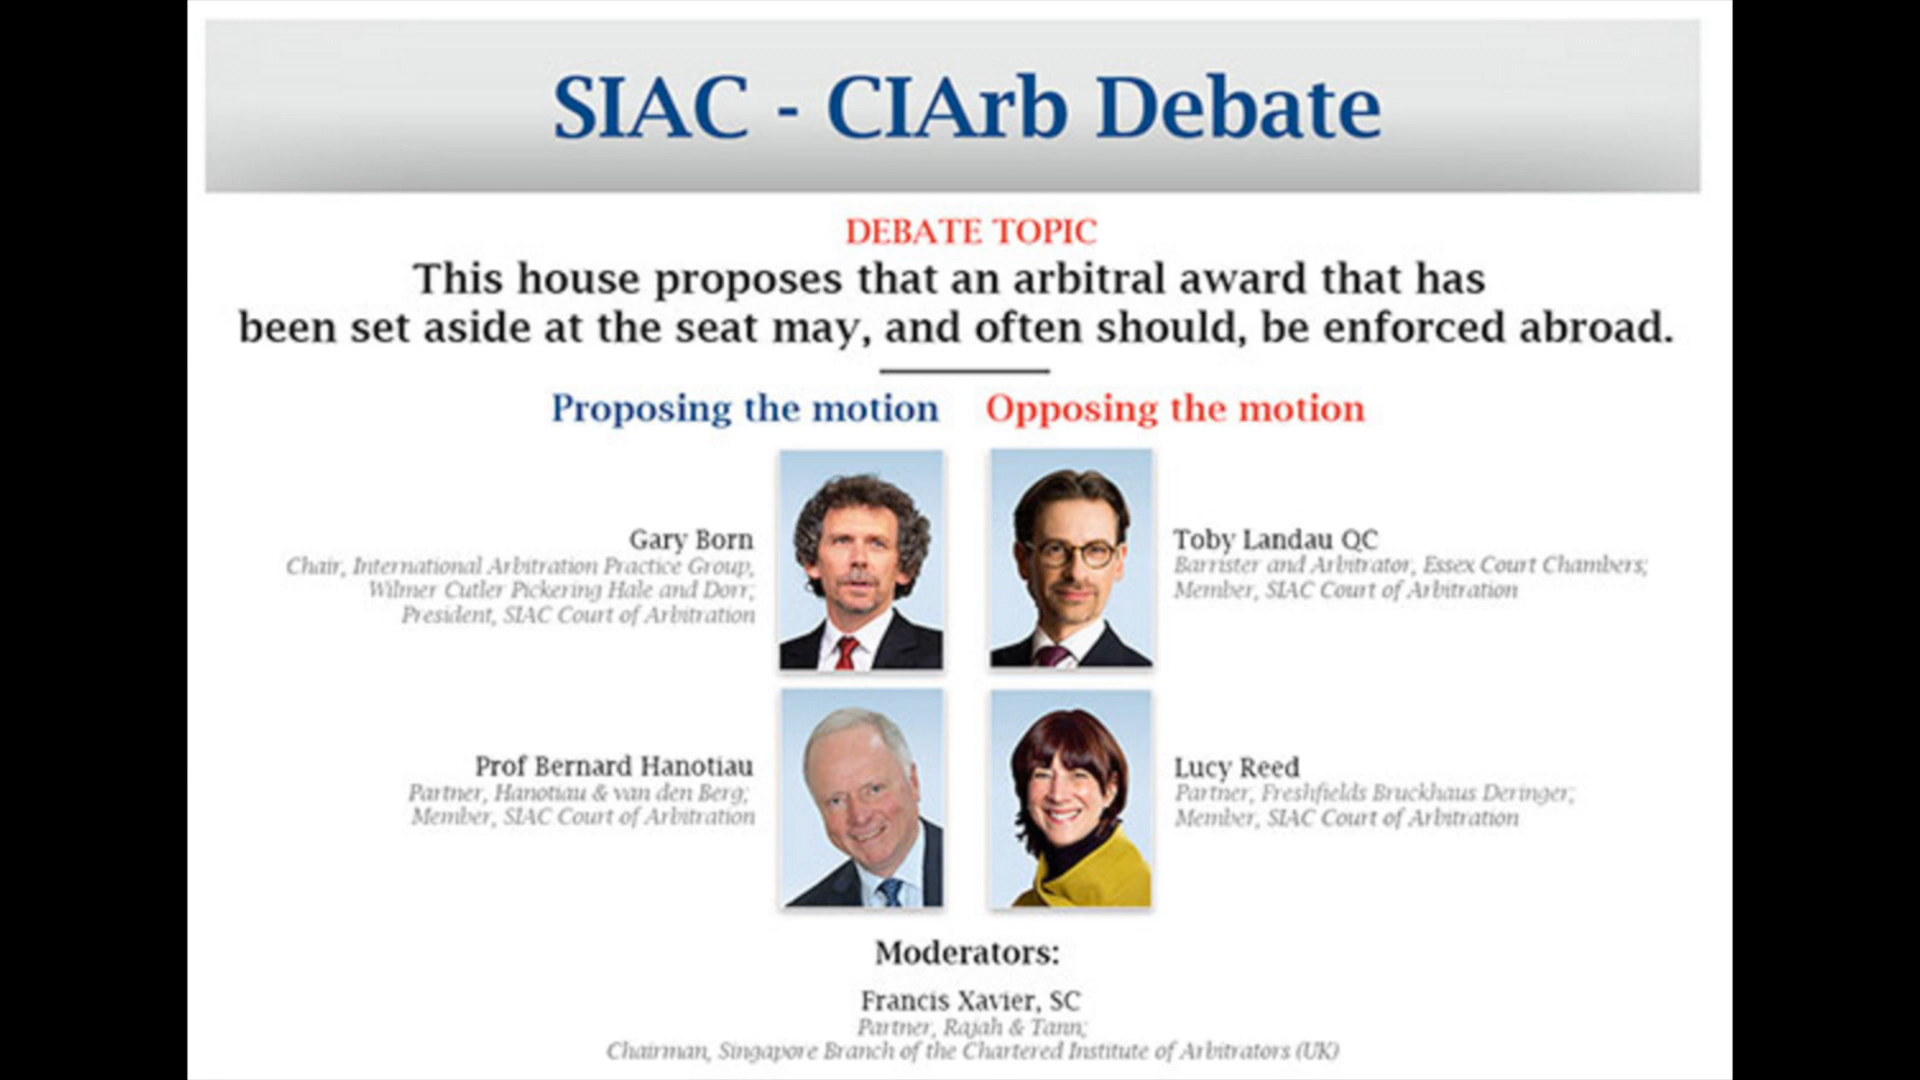 SIAC - CIArb Debate
DEBATE TOPIC
This house proposes that an arbitral award that has
been set aside at the seat may, and often should, be enforced abroad.
Proposing the motion
Opposing the motion
Gary Born
Chair, International Arbitration Practice Group,
Wilmer Cutler Pickering Hale and Dorr;
President, SIAC Court of Arbitration
Toby Landau QC
Barrister and Arbitrator, Essex Court Chambers;
Member, SIAC Court of Arbitration
Prof Bernard Hanotiau
Partner, Hanotiau & van den Berg;
Member, SIAC Court of Arbitration
Lucy Reed
Partner, Freshfields Bruckhaus Deringer;
Member, SIAC Court of Arbitration
Moderators:
Francis Xavier, SC
Partner, Rajah & Tann;
Chairman, Singapore Branch of the Chartered Institute of Arbitrators (UK)